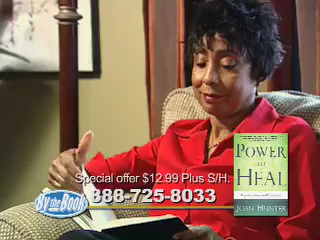 Special offer $12.99 Plus S/H.
By the Book
888-725-8033
POWER
TO
HEAL
JOAN HUNTER